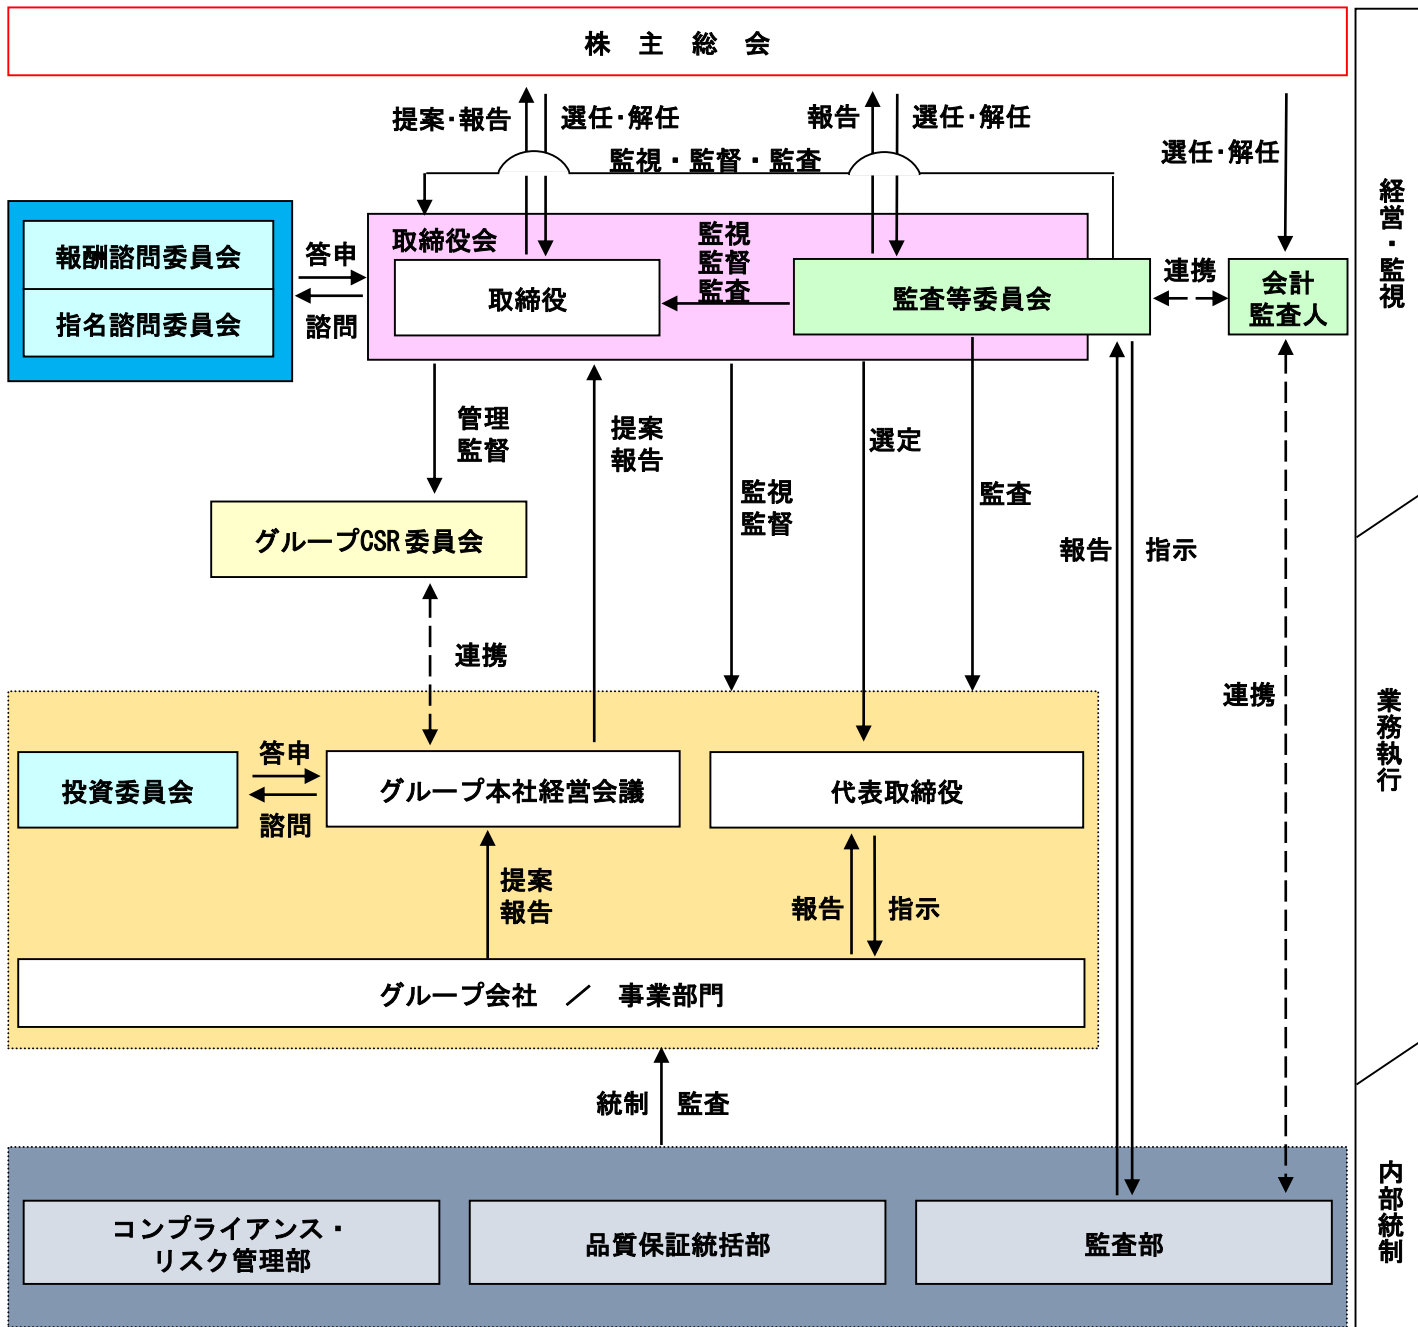 株　主　総　会
提案・報告
選任・解任
報告
選任・解任
選任・解任
監視・監督・監査
経営・監視
報酬諮問委員会
指名諮問委員会
答申
諮問
取締役会
取締役
監視
監督
監査
監査等委員会
連携
会計
監査人
管理
監督
提案
報告
監視
監督
選定
監査
報告
指示
グループCSR委員会
連携
連携
業務執行
投資委員会
答申
諮問
グループ本社経営会議
代表取締役
提案
報告
報告
指示
グループ会社　／　事業部門
統制
監査
内部統制
コンプライアンス・
リスク管理部
品質保証統括部
監査部